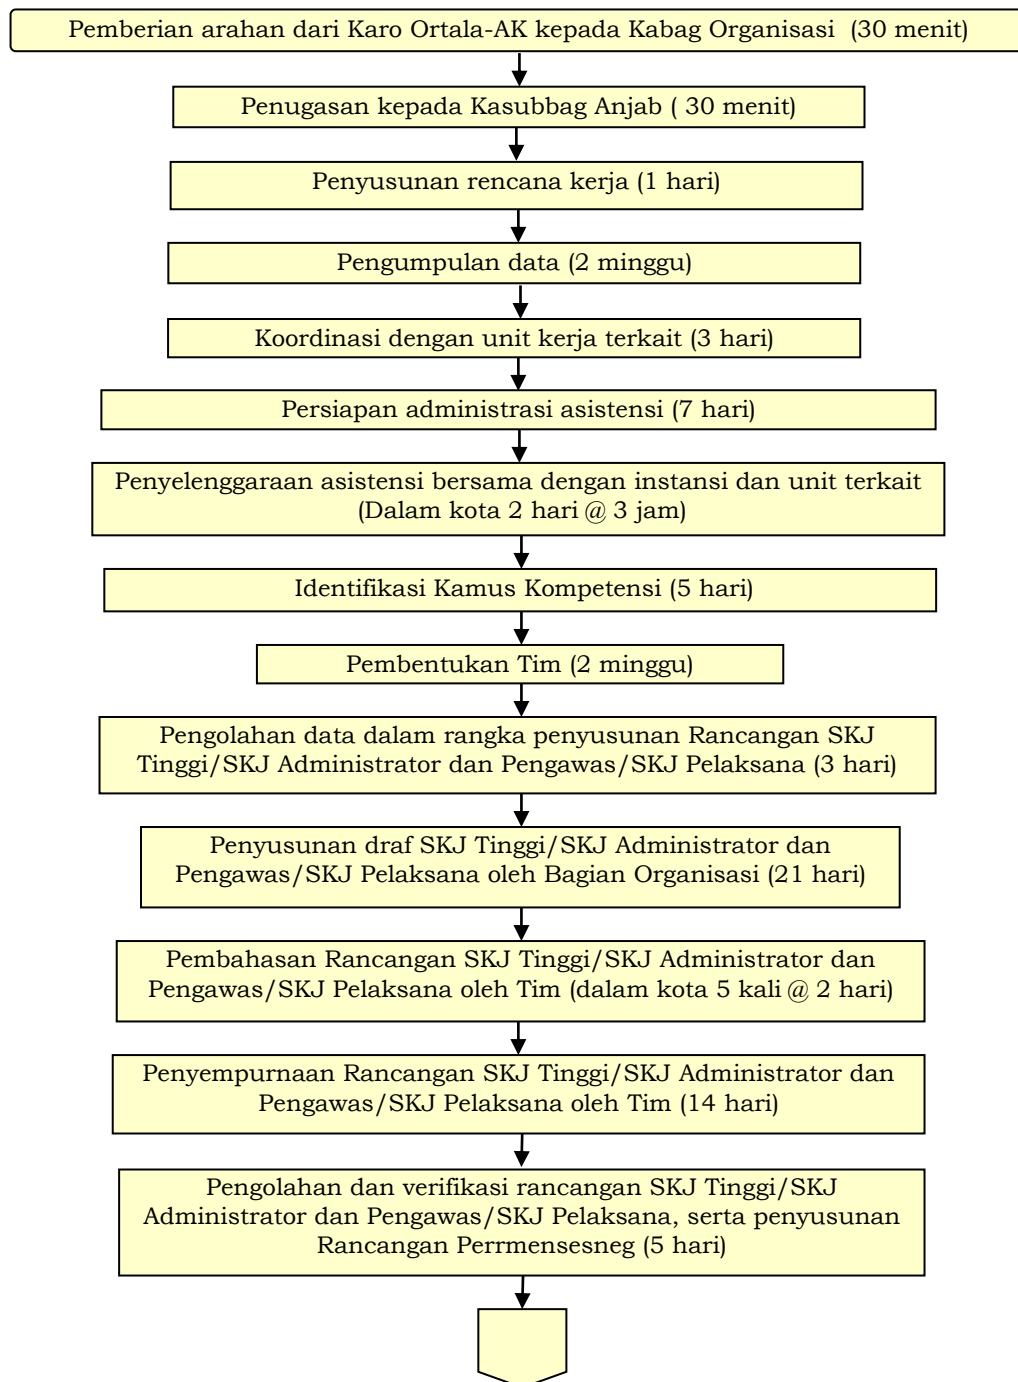 Pemberian arahan dari Karo Ortala-AK kepada Kabag Organisasi (30 menit)
Penugasan kepada Kasubbag Anjab ( 30 menit)
Penyusunan rencana kerja (1 hari)
Pengumpulan data (2 minggu)
Koordinasi dengan unit kerja terkait (3 hari)
Persiapan administrasi asistensi (7 hari)
Penyelenggaraan asistensi bersama dengan instansi dan unit terkait
(Dalam kota 2 hari @ 3 jam)
Identifikasi Kamus Kompetensi (5 hari)
Pembentukan Tim (2 minggu)
Pengolahan data dalam rangka penyusunan Rancangan SKJ
Tinggi/SKJ Administrator dan Pengawas/SKJ Pelaksana (3 hari)
Penyusunan draf SKJ Tinggi/SKJ Administrator dan
Pengawas/SKJ Pelaksana oleh Bagian Organisasi (21 hari)
Pembahasan Rancangan SKJ Tinggi/SKJ Administrator dan
Pengawas/SKJ Pelaksana oleh Tim (dalam kota 5 kali @ 2 hari)
Penyempurnaan Rancangan SKJ Tinggi/SKJ Administrator dan
Pengawas/SKJ Pelaksana oleh Tim (14 hari)
Pengolahan dan verifikasi rancangan SKJ Tinggi/SKJ
Administrator dan Pengawas/SKJ Pelaksana, serta penyusunan
Rancangan Perrmensesneg (5 hari)